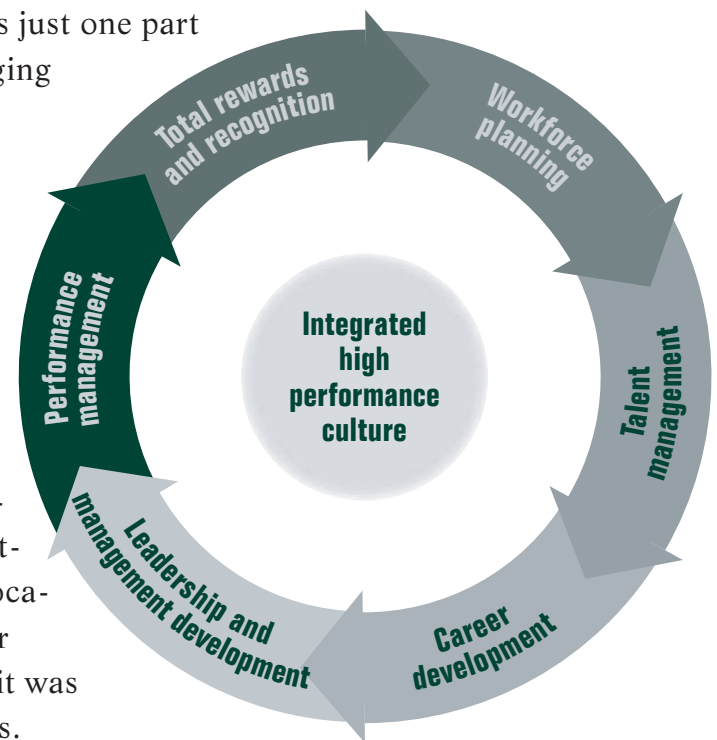 s just one part
ging
Total rewards
and recognition
Workforce
planning
Talent
management
Career
development
Leadership and
management development
Performance
management
Integrated
high
performance
culture
-
t-
oca-
r
it was
s.